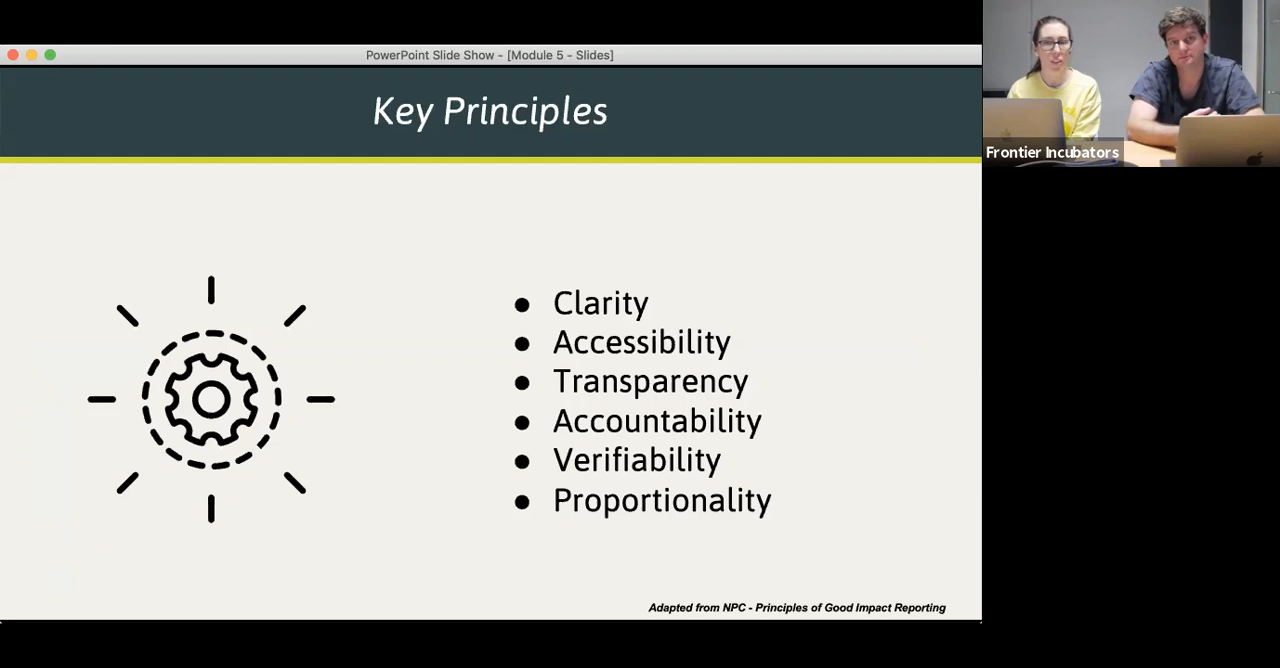 PowerPoint Slide Show - [Module 5 - Slides]
Key Principles
Frontier Incubators
● Clarity
● Accessibility
● Transparency
● Accountability
● Verifiability
● Proportionality
Adapted from NPC - Principles of Good Impact Reporting